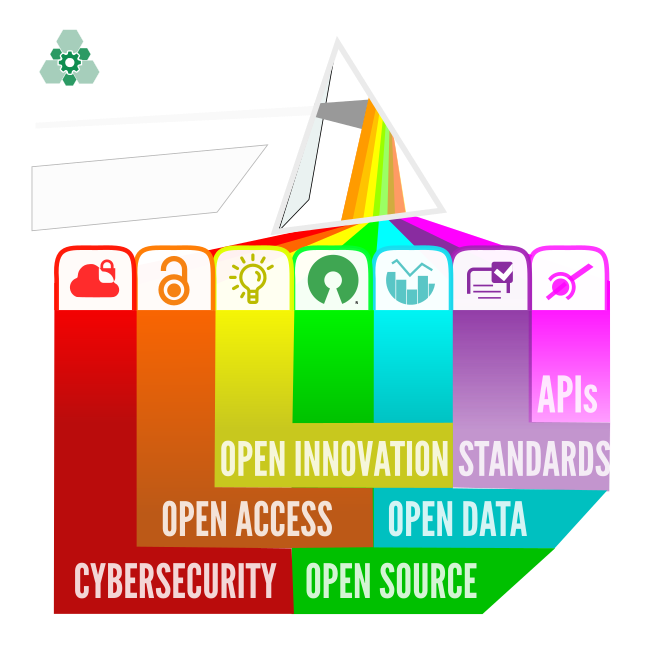 APIs
OPEN INNOVATION STANDARDS
OPEN ACCESS OPEN DATA
CYBERSECURITY OPEN SOURCE